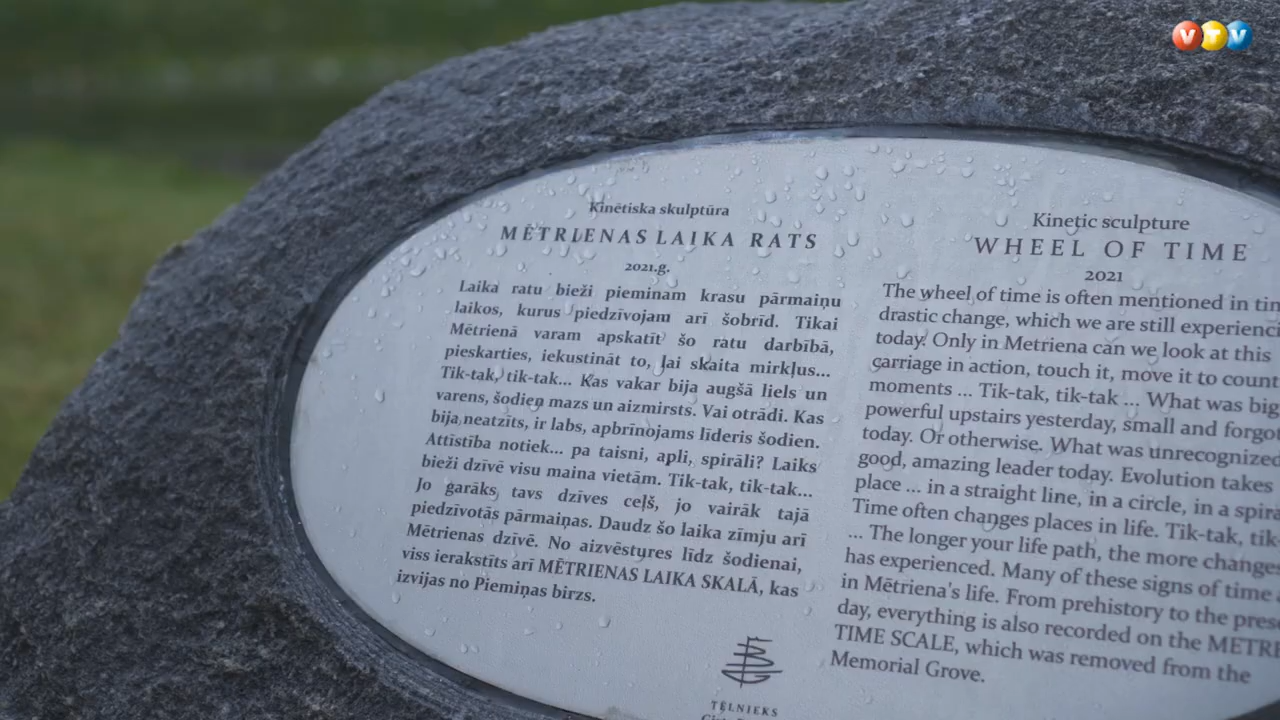 VTV
Kinētiska skulptūra
MĒTRIENAS LAIKA RATS
2021.g.
Laika ratu bieži pieminam krasu pārmaiņu
laikos, kurus piedzīvojam arī šobrīd. Tikai
Mētrienā varam apskatīt šo ratu darbībā,
pieskarties, iekustināt to, lai skaita mirkļus...
Tik-tak, tik-tak... Kas vakar bija augšā liels un
varens, šodien mazs un aizmirsts. Vai otrādi. Kas
bija neatzīts, ir labs, apbrīnojams līderis šodien.
Attīstība notiek... pa taisni, apli, spirāli? Laiks
bieži dzīvē visu maina vietām. Tik-tak, tik-tak...
Jo garāks tavs dzīves ceļš, jo vairāk tajā
piedzīvotās pārmaiņas. Daudz šo laika zīmju arī
Mētrienas dzīvē. No aizvēstures līdz šodienai,
viss ierakstīts arī MĒTRIENAS LAIKA SKALĀ, kas
izvijas no Piemiņas birzs.
Kinetic sculpture
WHEEL OF TIME
2021
The wheel of time is often mentioned in tim
drastic change, which we are still experienci
today. Only in Metriena can we look at this
carriage in action, touch it, move it to count
moments ... Tik-tak, tik-tak ... What was big
powerful upstairs yesterday, small and forgot
today. Or otherwise. What was unrecognized
good, amazing leader today. Evolution takes
place ... in a straight line, in a circle, in a spira
Time often changes places in life. Tik-tak, tik-
... The longer your life path, the more changes
has experienced. Many of these signs of time
in Mētriena's life. From prehistory to the prese
day, everything is also recorded on the METRI
TIME SCALE, which was removed from the
Memorial Grove.
TĒLNIEKS